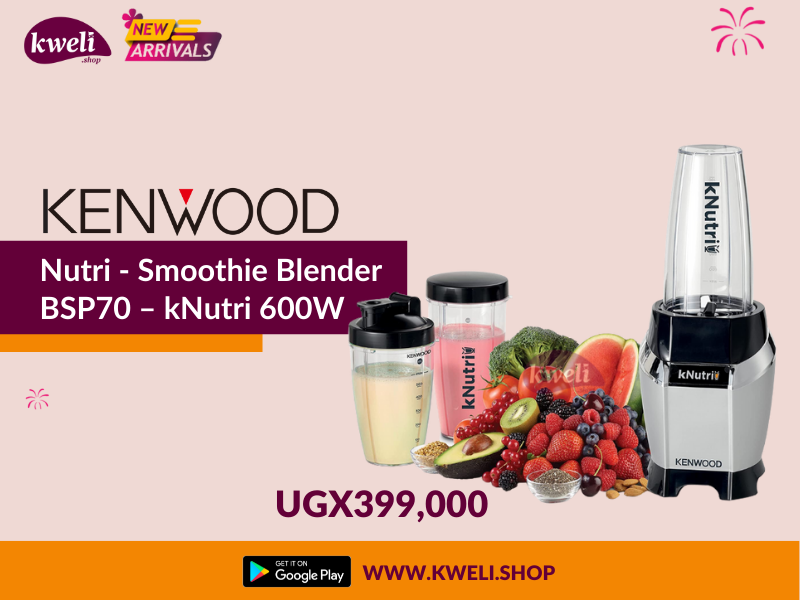 kweli
.shop
NEW
ARRIVALS
KENWOOD
Nutri - Smoothie Blender
BSP70 – kNutri 600W
kNutri
KENWOOD
kNutri
kweli
kNutri
KENWOOD
UGX399,000
GET IT ON
Google Play
WWW.KWELI.SHOP